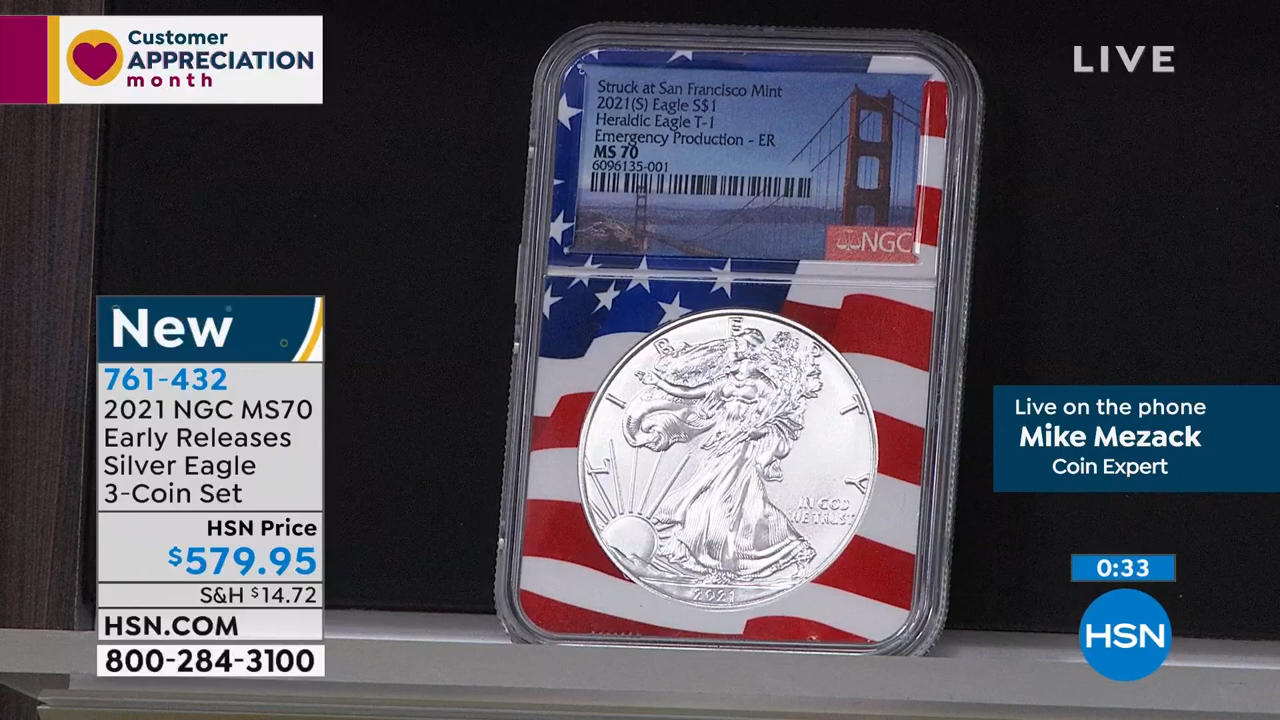 Customer
APPRECIATION
month
LIVE
Struck at San Francisco Mint
2021(S) Eagle S$1
Heraldic Eagle T-1
Emergency Production - ER
MS 70
6096135-001
NGC
LIBERTY
IN GOD
WE TRUST
2021
New
761-432
2021 NGC MS70
Early Releases
Silver Eagle
3-Coin Set
HSN Price
$579.95
S&H $14.72
HSN.COM
800-284-3100
Live on the phone
Mike Mezack
Coin Expert
0:33
HSN